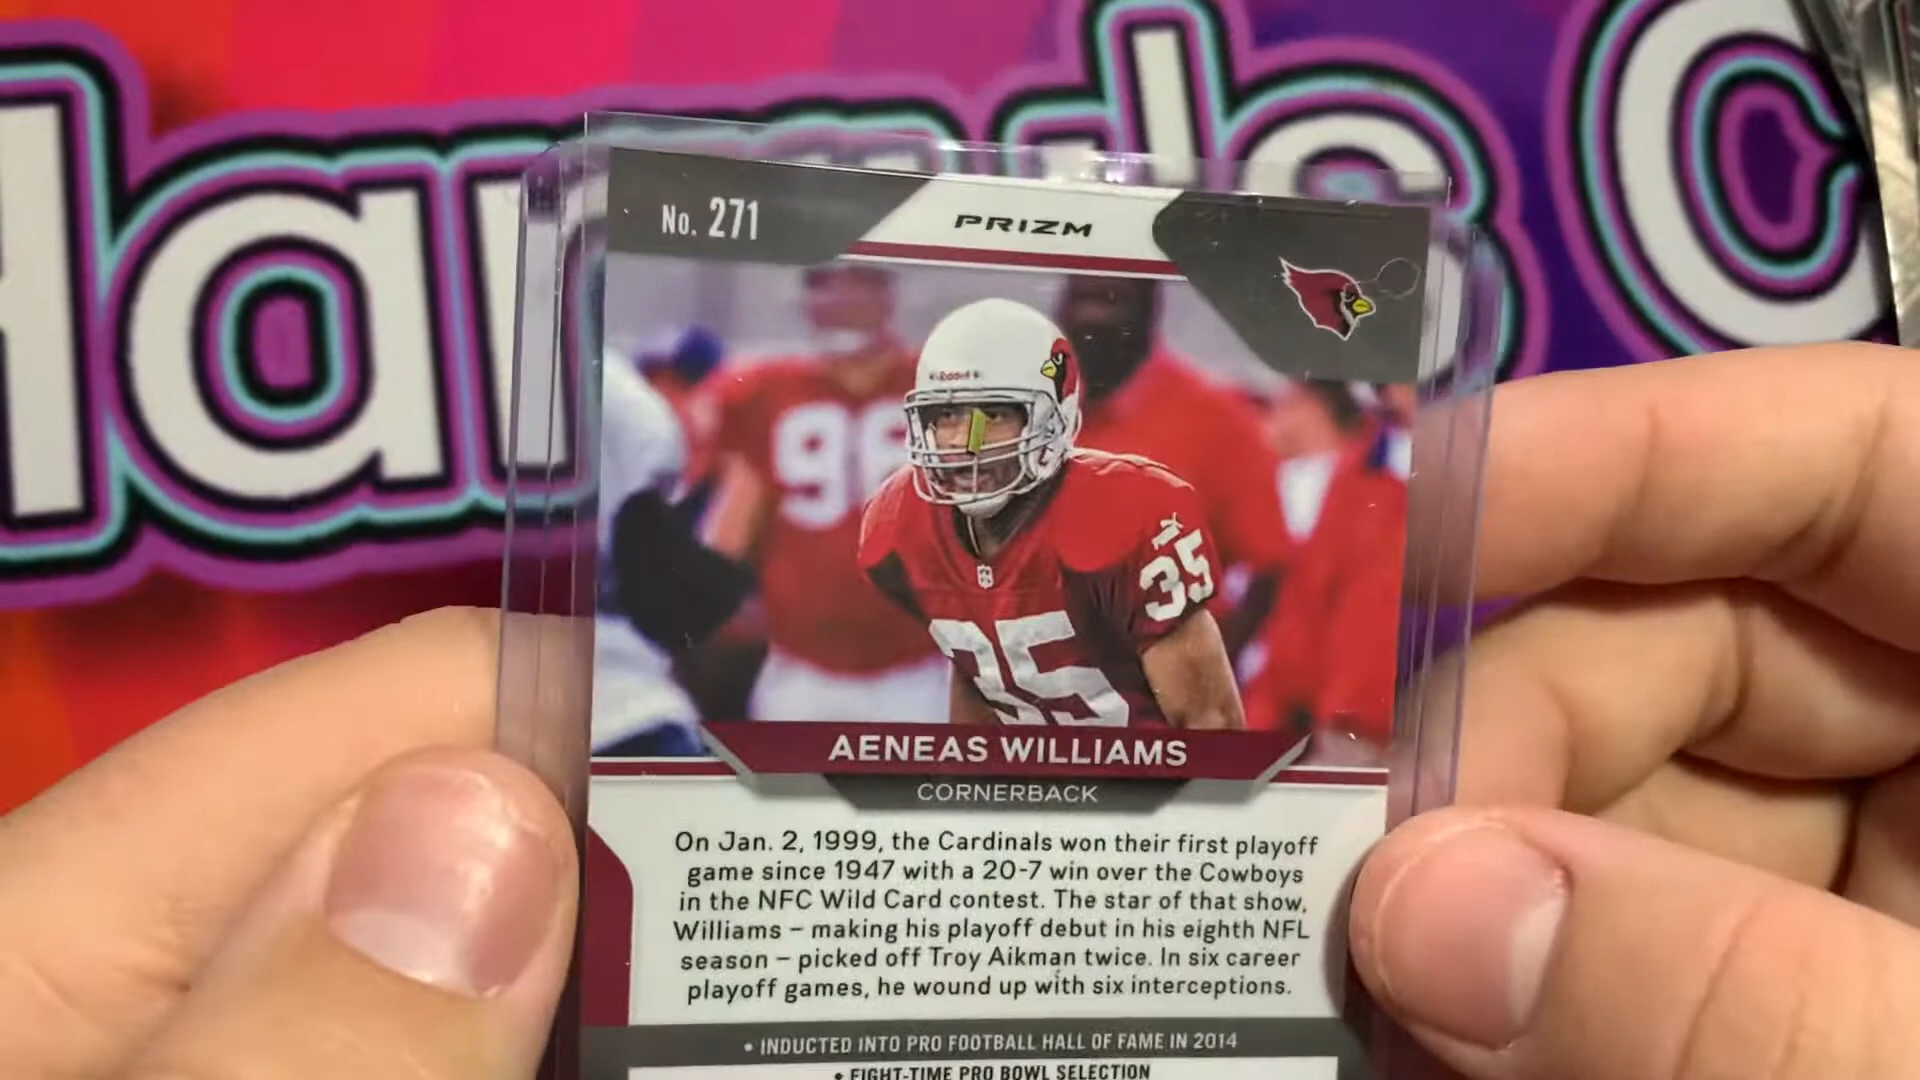 No. 271
PRIZM
Riddell
96
35
35
AENEAS WILLIAMS
CORNERBACK
On Jan. 2, 1999, the Cardinals won their first playoff
game since 1947 with a 20-7 win over the Cowboys
in the NFC Wild Card contest. The star of that show,
Williams – making his playoff debut in his eighth NFL
season – picked off Troy Aikman twice. In six career
playoff games, he wound up with six interceptions.
• INDUCTED INTO PRO FOOTBALL HALL OF FAME IN 2014
• EIGHT-TIME PRO BOWL SELECTION